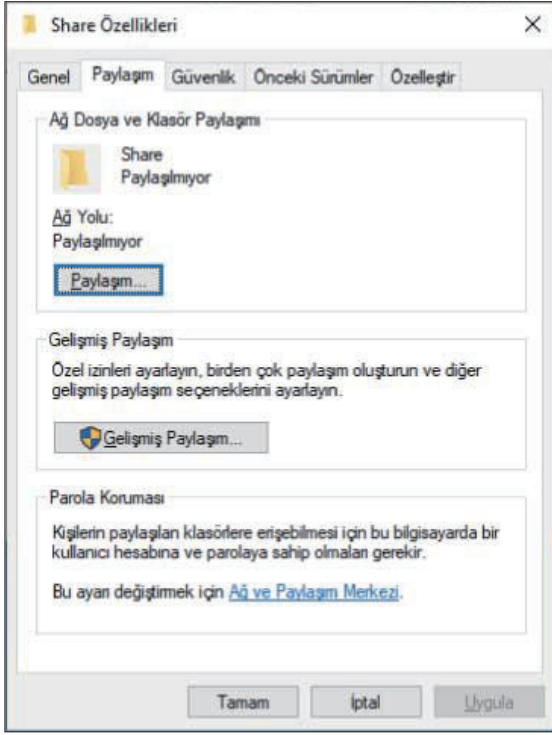 Share Özellikleri
Genel Paylaşım Güvenlik Önceki Sürümler Özelleştir
Ağ Dosya ve Klasör Paylaşımı
Share
Paylaşılmıyor
Ağ Yolu:
Paylaşılmıyor
Paylaşım...
Gelişmiş Paylaşım
Özel izinleri ayarlayın, birden çok paylaşım oluşturun ve diğer
gelişmiş paylaşım seçeneklerini ayarlayın.
Gelişmiş Paylaşım...
Parola Koruması
Kişilerin paylaşılan klasörlere erişebilmesi için bu bilgisayarda bir
kullanıcı hesabına ve parolaya sahip olmaları gerekir.
Bu ayarı değiştirmek için Ağ ve Paylaşım Merkezi.
Tamam İptal Uygula